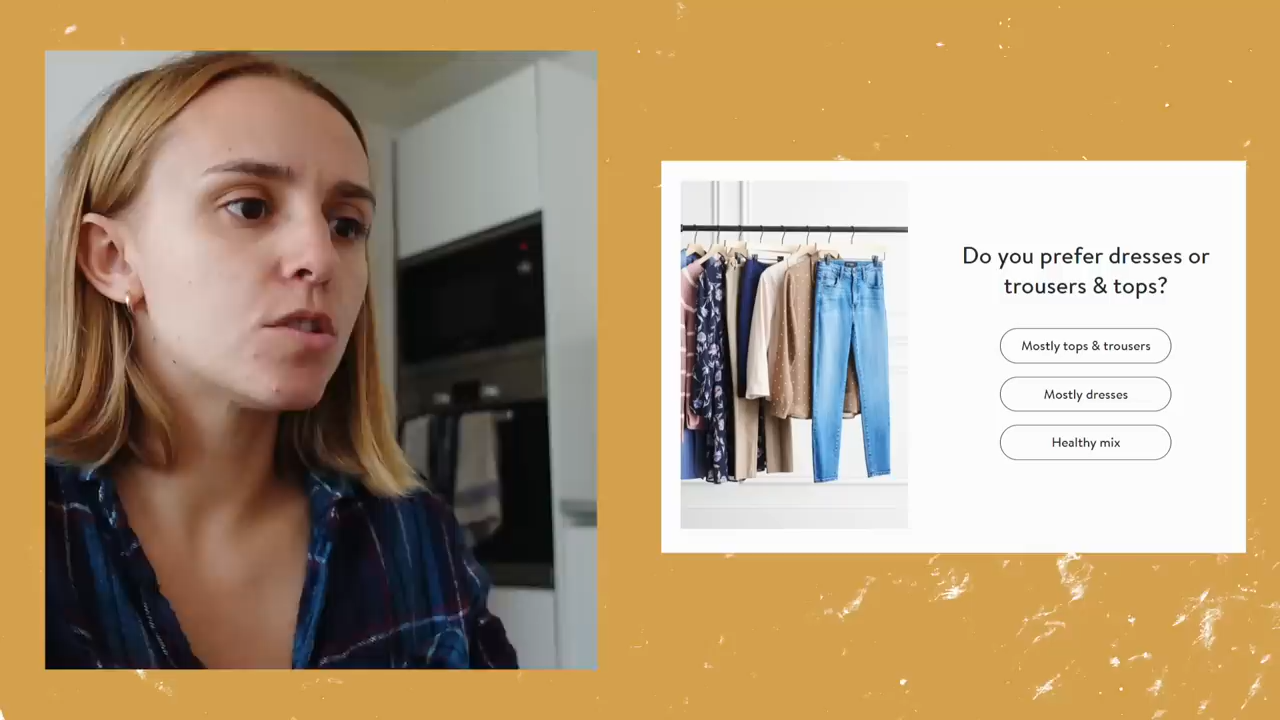 Do you prefer dresses or
trousers & tops?
Mostly tops & trousers
Mostly dresses
Healthy mix